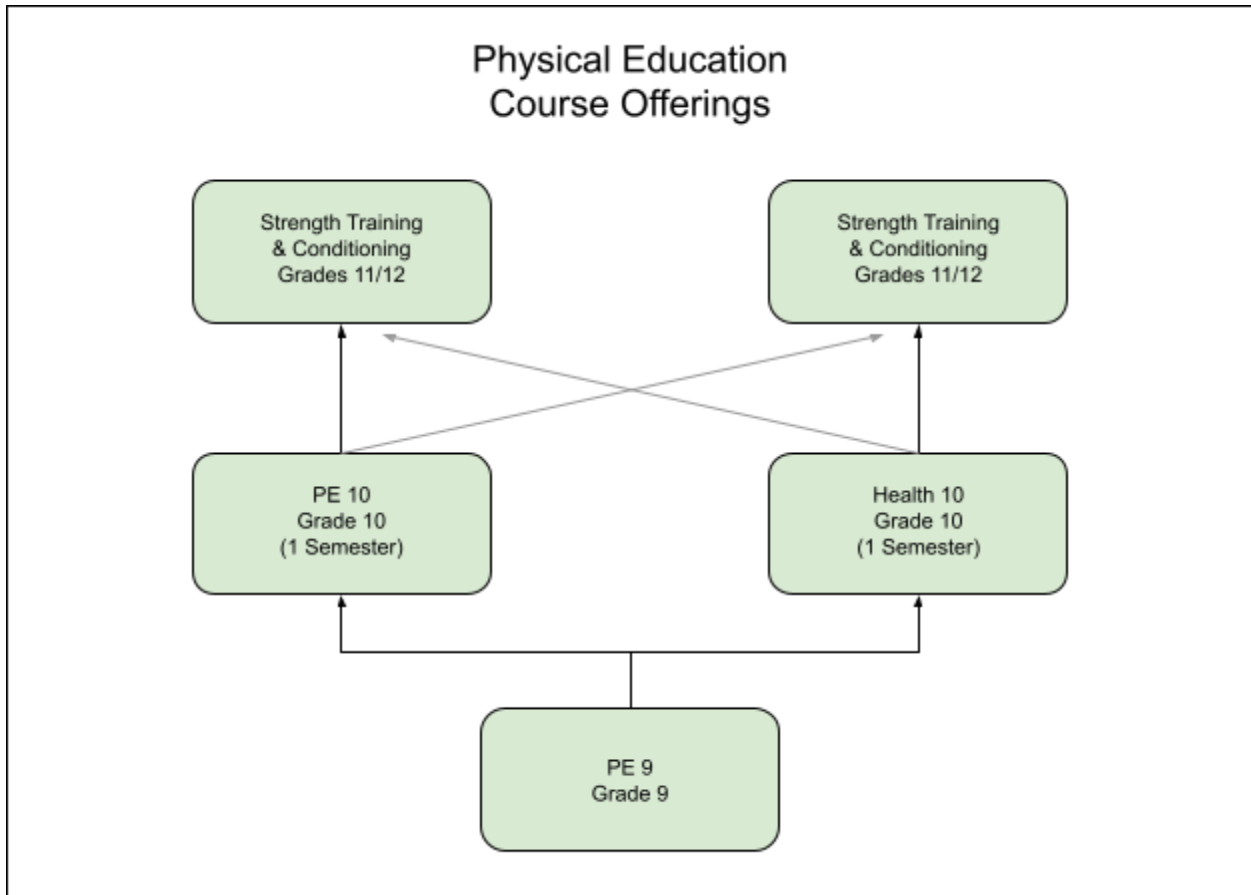 Physical Education
Course Offerings
Strength Training
& Conditioning
Grades 11/12
Strength Training
& Conditioning
Grades 11/12
PE 10
Grade 10
(1 Semester)
Health 10
Grade 10
(1 Semester)
PE 9
Grade 9